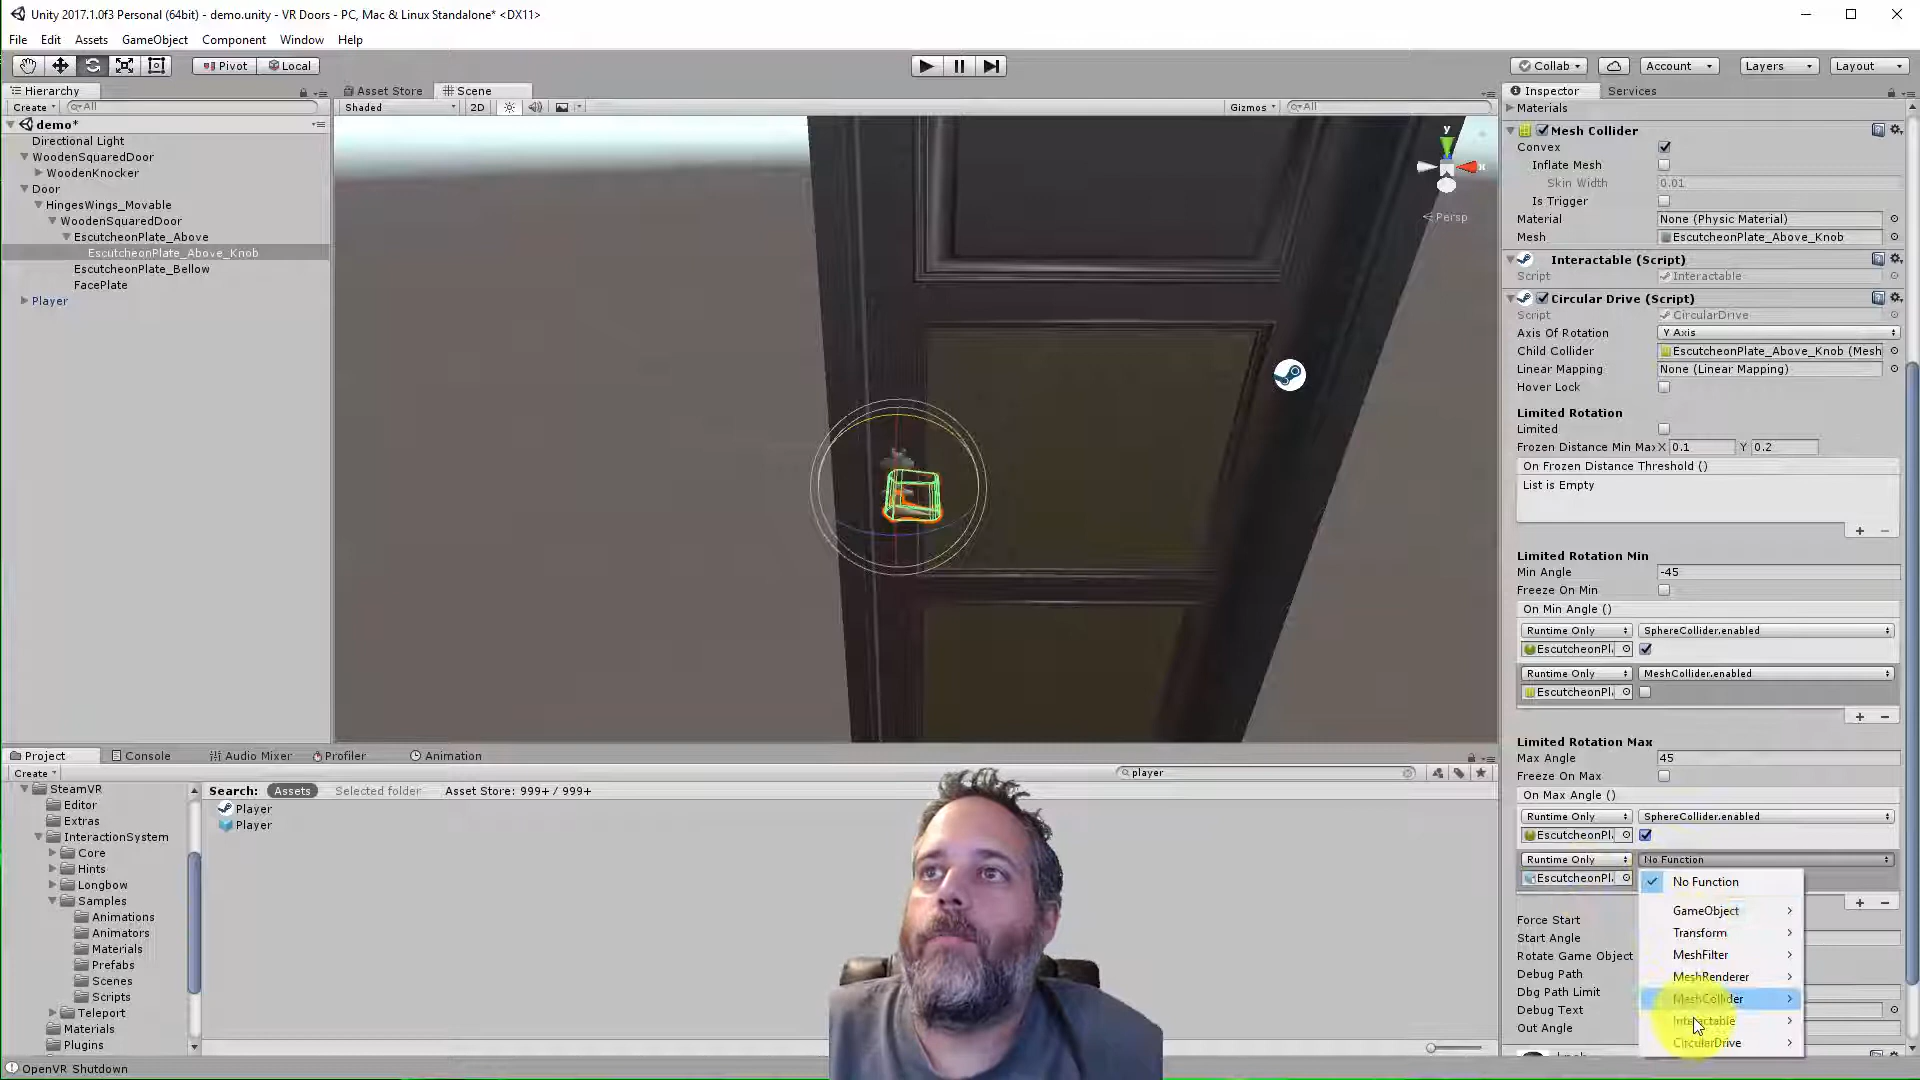 Unity 2017.1.0f3 Personal (64bit) - demo.unity - VR Doors - PC, Mac & Linux Standalone* <DX11>
File Edit Assets GameObject Component Window Help
Pivot Local
Collab Account Layers Layout
Hierarchy
Create All
demo*
Directional Light
WoodenSquaredDoor
WoodenKnocker
Door
HingesWings_Movable
WoodenSquaredDoor
EscutcheonPlate_Above
EscutcheonPlate_Above_Knob
EscutcheonPlate_Bellow
FacePlate
Player
Asset Store Scene
Shaded 2D Gizmos All
y
x
Persp
Inspector Services
Materials
Mesh Collider
Convex
Inflate Mesh
Skin Width 0.01
Is Trigger
Material None (Physic Material)
Mesh EscutcheonPlate_Above_Knob
Interactable (Script)
Script Interactable
Circular Drive (Script)
Script CircularDrive
Axis Of Rotation Y Axis
Child Collider EscutcheonPlate_Above_Knob (Mesh
Linear Mapping None (Linear Mapping)
Hover Lock
Limited Rotation
Limited
Frozen Distance Min Max X 0.1 Y 0.2
On Frozen Distance Threshold ()
List is Empty
Limited Rotation Min
Min Angle -45
Freeze On Min
On Min Angle ()
Runtime Only SphereCollider.enabled
EscutcheonPl
Runtime Only MeshCollider.enabled
EscutcheonPl
Limited Rotation Max
Max Angle 45
Freeze On Max
On Max Angle ()
Runtime Only SphereCollider.enabled
EscutcheonPl
Runtime Only No Function
EscutcheonPl
No Function
GameObject
Transform
MeshFilter
MeshRenderer
MeshCollider
Interactable
CircularDrive
Force Start
Start Angle
Rotate Game Object
Debug Path
Dbg Path Limit
Debug Text
Out Angle
Project Console Audio Mixer Profiler Animation
Create player
SteamVR
Editor
Extras
InteractionSystem
Core
Hints
Longbow
Samples
Animations
Animators
Materials
Prefabs
Scenes
Scripts
Teleport
Materials
Plugins
Search: Assets Selected folder Asset Store: 999+ / 999+
Player
Player
OpenVR Shutdown